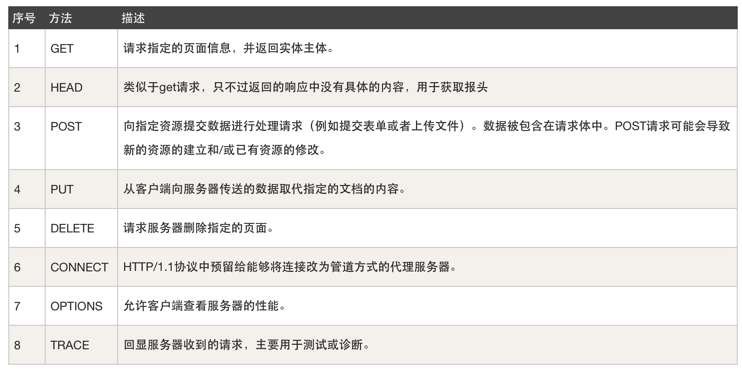 序号 方法 描述
1 GET 请求指定的页面信息，并返回实体主体。
2 HEAD 类似于get请求，只不过返回的响应中没有具体的内容，用于获取报头
3 POST 向指定资源提交数据进行处理请求（例如提交表单或者上传文件）。数据被包含在请求体中。POST请求可能会导致
新的资源的建立和/或已有资源的修改。
4 PUT 从客户端向服务器传送的数据取代指定的文档的内容。
5 DELETE 请求服务器删除指定的页面。
6 CONNECT HTTP/1.1协议中预留给能够将连接改为管道方式的代理服务器。
7 OPTIONS 允许客户端查看服务器的性能。
8 TRACE 回显服务器收到的请求，主要用于测试或诊断。